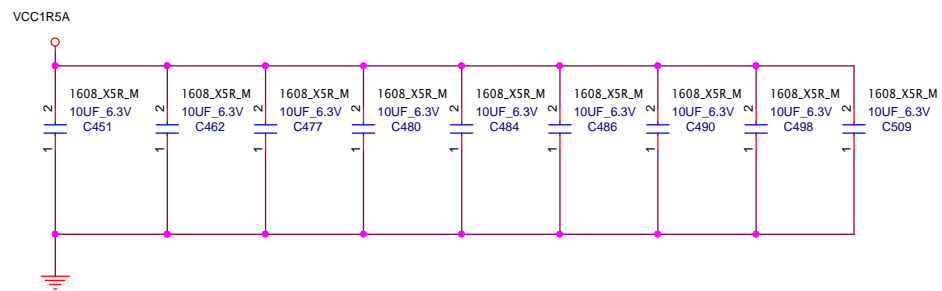 VCC1R5A
1608_X5R_M 1608_X5R_M 1608_X5R_M 1608_X5R_M 1608_X5R_M 1608_X5R_M 1608_X5R_M 1608_X5R_M 1608_X5R_M
2 2 2 2 2 2 2 2 2
10UF_6.3V 10UF_6.3V 10UF_6.3V 10UF_6.3V 10UF_6.3V 10UF_6.3V 10UF_6.3V 10UF_6.3V 10UF_6.3V
C451 C462 C477 C480 C484 C486 C490 C498 C509
1 1 1 1 1 1 1 1 1